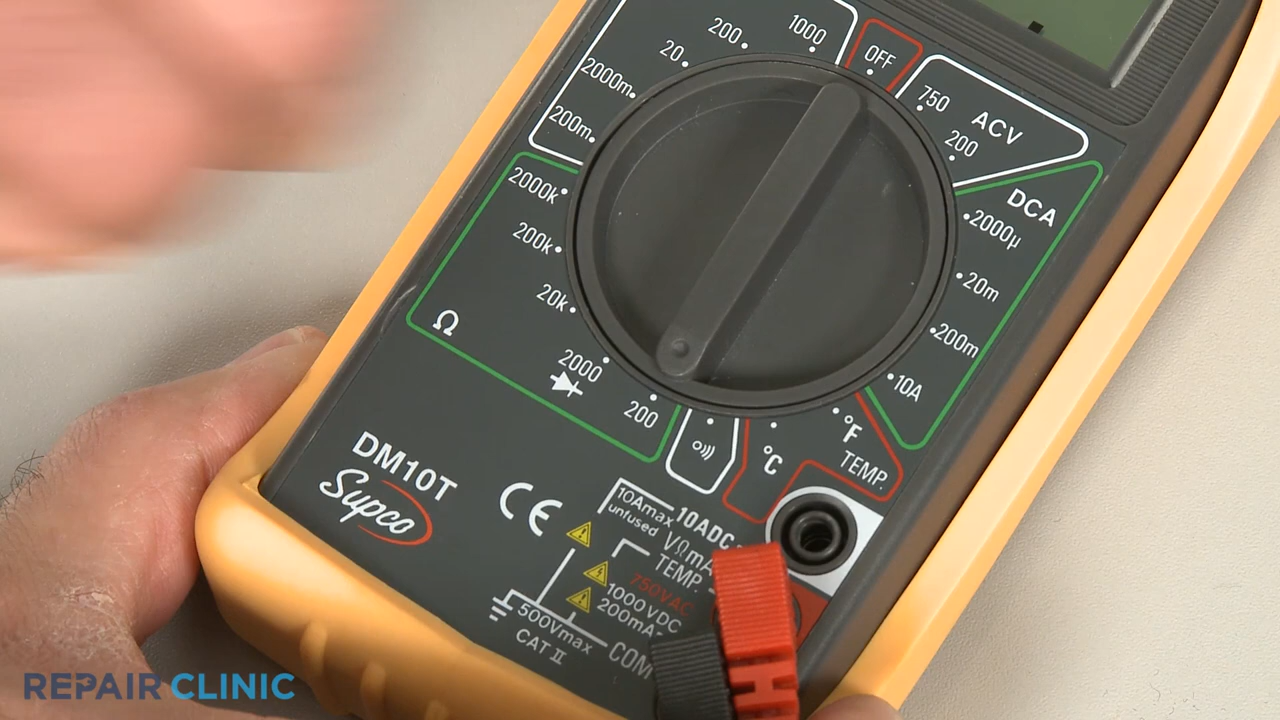 1000
OFF
200
20
2000m
200m
750
ACV
200
DCA
2000µ
20m
200m
10A
2000k
200k
20k
Ω
2000
200
°C
°F
TEMP.
DM10T
Supco
CE
10Amax
unfused
10ADC
VΩmA
TEMP.
750VAC
1000VDC
200mA
500Vmax
CAT II
COM
REPAIR CLINIC